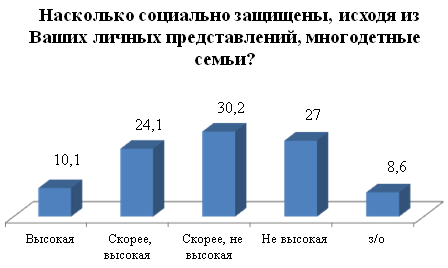 Насколько социально защищены, исходя из
Ваших личных представлений, многодетные
семьи?
10,1
24,1
30,2
27
8,6
Высокая
Скорее,
высокая
Скорее, не
высокая
Не высокая
з/о